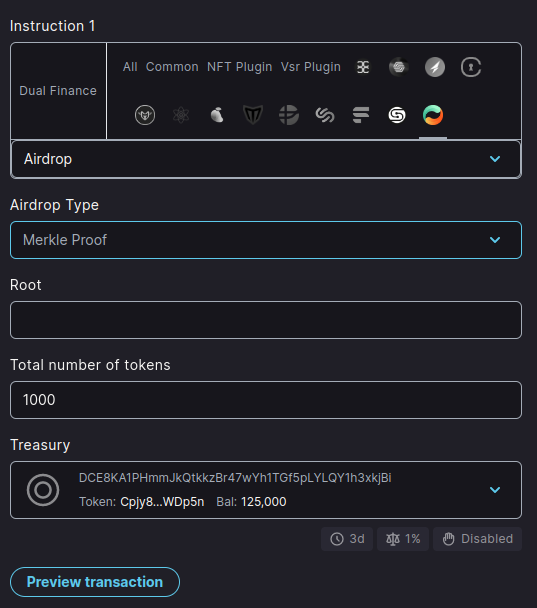 Instruction 1
All Common NFT Plugin Vsr Plugin
Dual Finance
Airdrop
Airdrop Type
Merkle Proof
Root
Total number of tokens
1000
Treasury
DCE8KA1PHmmJkQtkkzBr47wYh1TGf5pLYLQY1h3xkjBi
Token: Cpjy8...WDp5n Bal: 125,000
3d 1% Disabled
Preview transaction